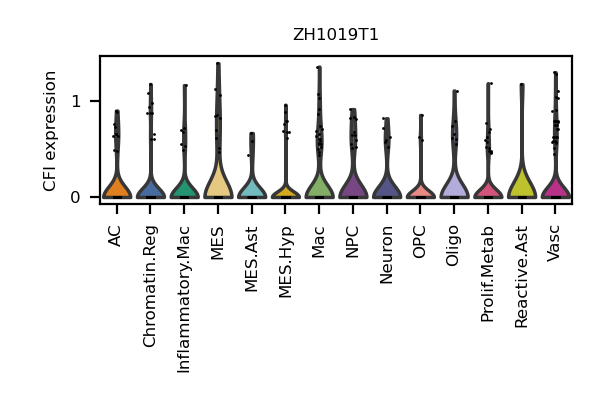 ZH1019T1
CFI expression
1
0
AC
Chromatin.Reg
Inflammatory.Mac
MES
MES.Ast
MES.Hyp
Mac
NPC
Neuron
OPC
Oligo
Prolif.Metab
Reactive.Ast
Vasc